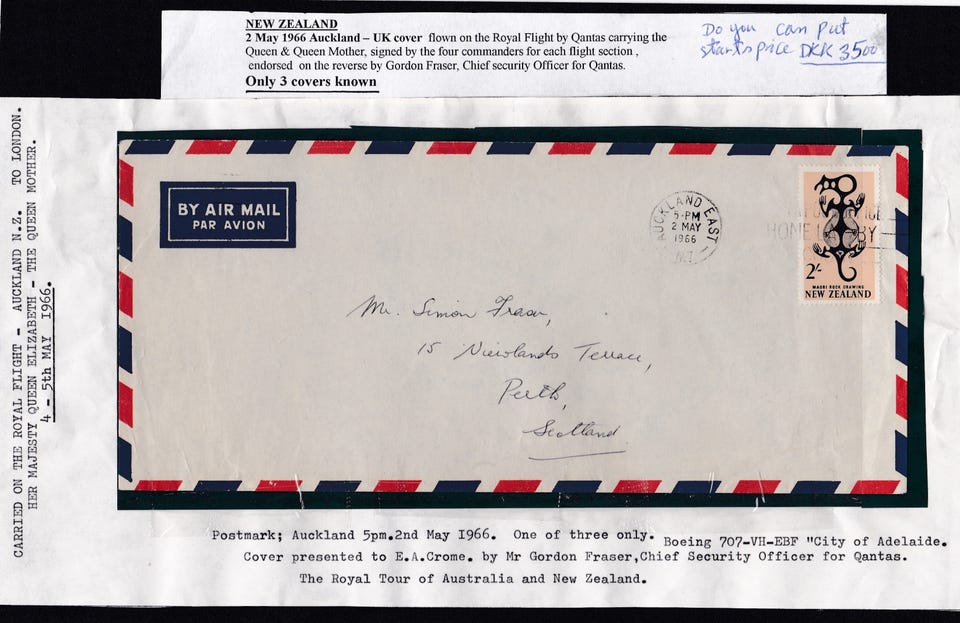 NEW ZEALAND
2 May 1966 Auckland – UK cover flown on the Royal Flight by Qantas carrying the
Queen & Queen Mother, signed by the four commanders for each flight section ,
endorsed on the reverse by Gordon Fraser, Chief security Officer for Qantas.
Only 3 covers known
Do you can put
starts price DKK 3500
CARRIED ON THE ROYAL FLIGHT - AUCKLAND N.Z. TO LONDON.
HER MAJESTY QUEEN ELIZABETH - THE QUEEN MOTHER.
4 - 5th MAY 1966.
BY AIR MAIL
PAR AVION
AUCKLAND EAST
5-PM
2 MAY
1966
N.Z.
HOME BY
2/-
MAORI ROCK DRAWING
NEW ZEALAND
Mr. Simon Fraser,
15 Viewlands Terrace,
Perth,
Scotland
Postmark; Auckland 5pm.2nd May 1966. One of three only. Boeing 707-VH-EBF "City of Adelaide.
Cover presented to E.A.Crome. by Mr Gordon Fraser,Chief Security Officer for Qantas.
The Royal Tour of Australia and New Zealand.